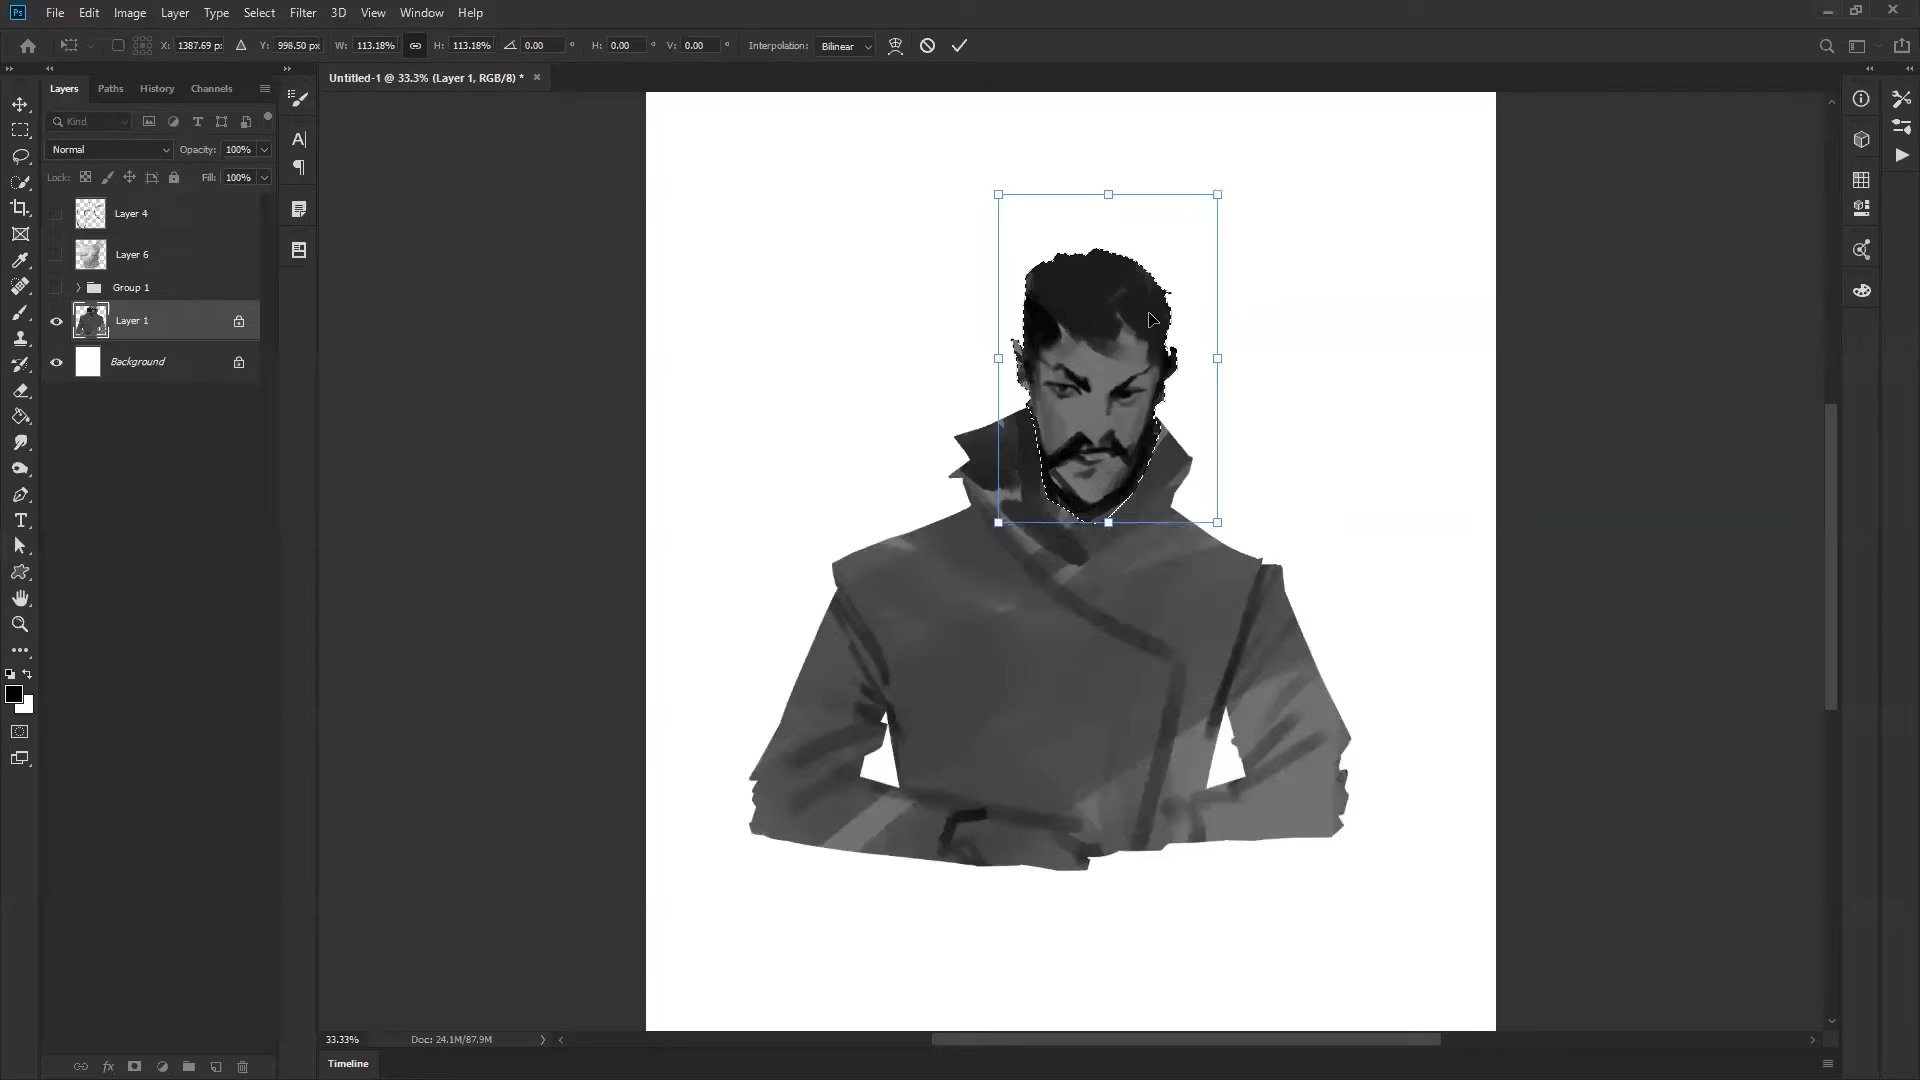 Ps File Edit Image Layer Type Select Filter 3D View Window Help
X: 1387.69 px Y: 998.50 px W: 113.18% H: 113.18% 0.00 ° H: 0.00 ° V: 0.00 ° Interpolation: Bilinear
Untitled-1 @ 33.3% (Layer 1, RGB/8) * ×
Layers Paths History Channels
Kind
Normal Opacity: 100%
Lock: Fill: 100%
Layer 4
Layer 6
Group 1
Layer 1
Background
33.33% Doc: 24.1M/87.9M
Timeline